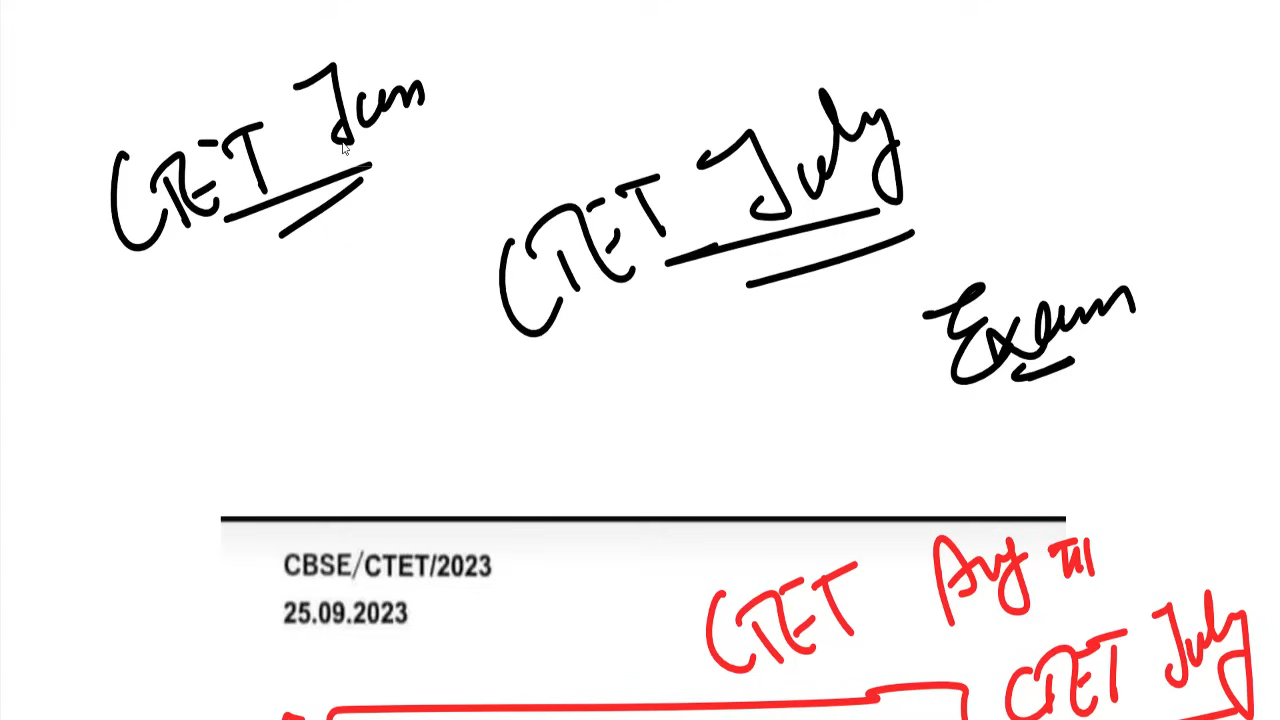 CTET Jan
CTET July
Exam
CBSE/CTET/2023
25.09.2023
CTET Aug
CTET July